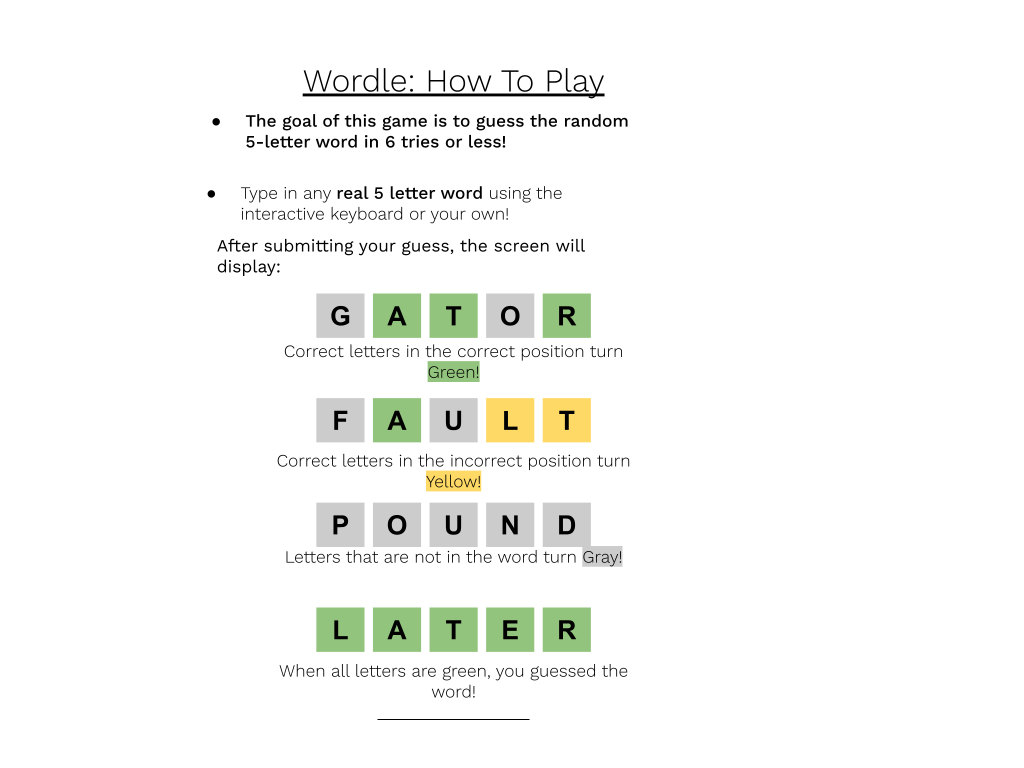 Wordle: How To Play
● The goal of this game is to guess the random
5-letter word in 6 tries or less!
● Type in any real 5 letter word using the
interactive keyboard or your own!
After submitting your guess, the screen will
display:
G A T O R
Correct letters in the correct position turn
Green!
F A U L T
Correct letters in the incorrect position turn
Yellow!
P O U N D
Letters that are not in the word turn Gray!
L A T E R
When all letters are green, you guessed the
word!